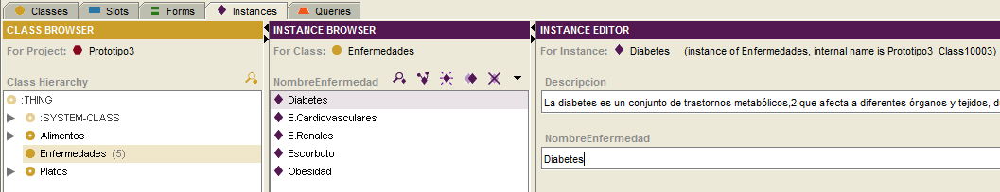 Classes Slots Forms Instances Queries
CLASS BROWSER
For Project: Prototipo3
Class Hierarchy
:THING
:SYSTEM-CLASS
Alimentos
Enfermedades (5)
Platos
INSTANCE BROWSER
For Class: Enfermedades
NombreEnfermedad
Diabetes
E.Cardiovasculares
E.Renales
Escorbuto
Obesidad
INSTANCE EDITOR
For Instance: Diabetes (instance of Enfermedades, internal name is Prototipo3_Class10003)
Descripcion
La diabetes es un conjunto de trastornos metabólicos,2 que afecta a diferentes órganos y tejidos, d
NombreEnfermedad
Diabetes